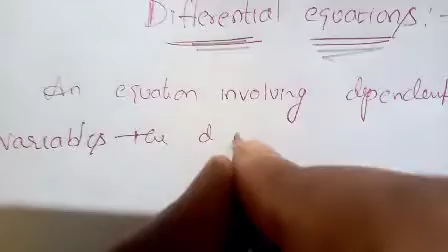 Differential equations:-
An equation involving dependent
variables
d